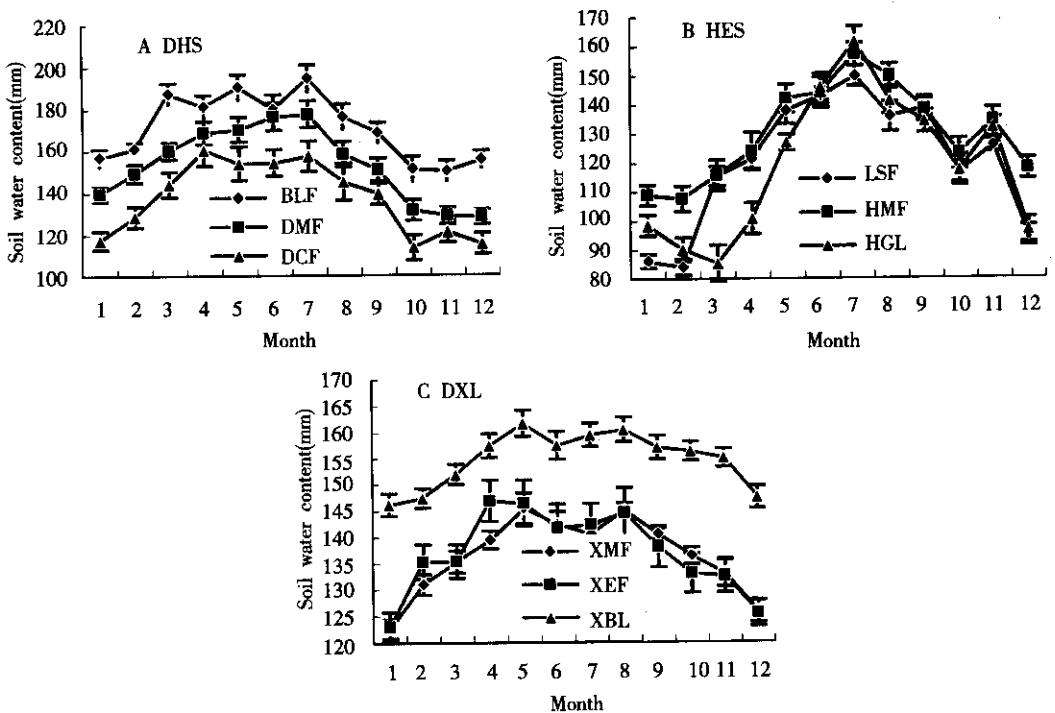 A DHS
Soil water content(mm)
220
200
180
160
140
120
100
BLF
DMF
DCF
1 2 3 4 5 6 7 8 9 10 11 12
Month
B HES
Soil water content(mm)
170
160
150
140
130
120
110
100
90
80
LSF
HMF
HGL
1 2 3 4 5 6 7 8 9 10 11 12
Month
C DXL
Soil water content(mm)
170
165
160
155
150
145
140
135
130
125
120
XMF
XEF
XBL
1 2 3 4 5 6 7 8 9 10 11 12
Month